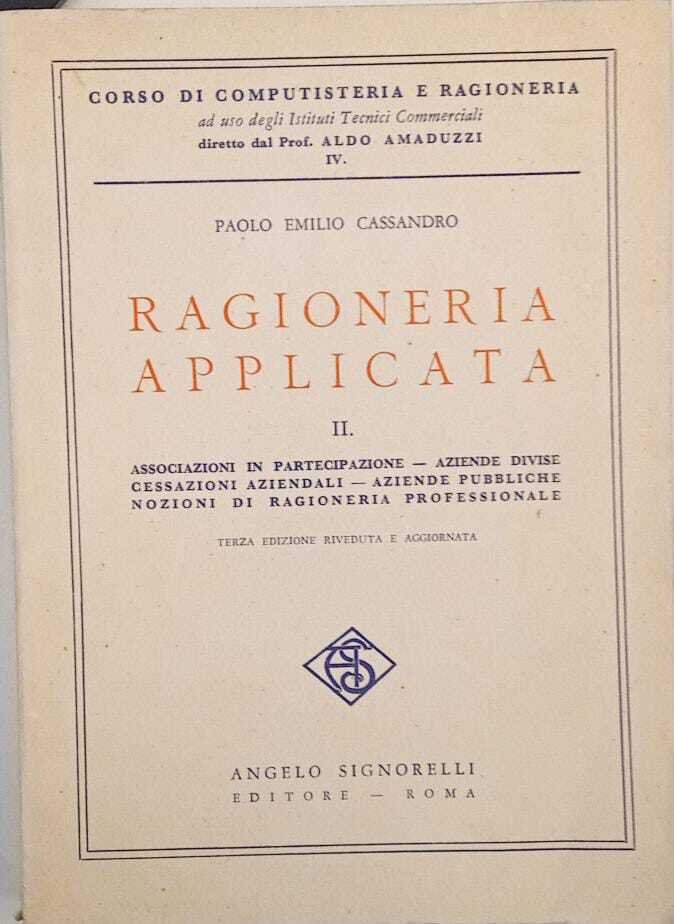 CORSO DI COMPUTISTERIA E RAGIONERIA
ad uso degli Istituti Tecnici Commerciali
diretto dal Prof. ALDO AMADUZZI
IV.
PAOLO EMILIO CASSANDRO
RAGIONERIA
APPLICATA
II.
ASSOCIAZIONI IN PARTECIPAZIONE — AZIENDE DIVISE
CESSAZIONI AZIENDALI — AZIENDE PUBBLICHE
NOZIONI DI RAGIONERIA PROFESSIONALE
TERZA EDIZIONE RIVEDUTA E AGGIORNATA
AS
ANGELO SIGNORELLI
EDITORE — ROMA